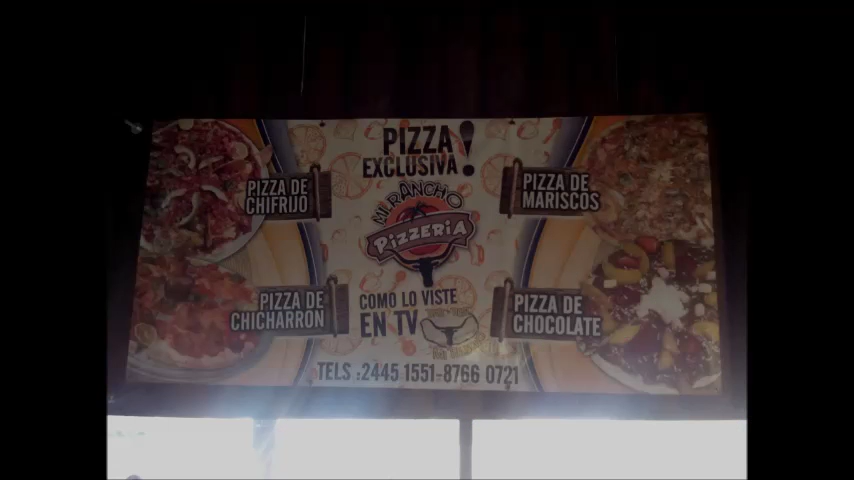 PIZZA
EXCLUSIVA!
PIZZA DE
CHIFRIJO
PIZZA DE
MARISCOS
MI RANCHO
PIZZERIA
PIZZA DE
CHICHARRON
COMO LO VISTE
EN TV
PIZZA DE
CHOCOLATE
TELS :2445 1551-8766 0721